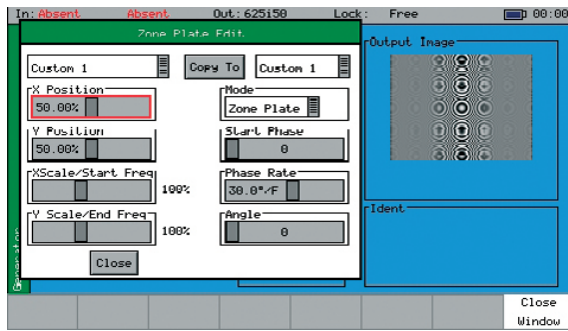 In: Absent Absent Out: 625i50 Lock: Free 00:00
Zone Plate Edit.
Custom 1
Copy To
Custom 1
X Position
50.00%
Mode
Zone Plate
Y Position
50.00%
Start Phase
0
XScale/Start Freq
100%
Phase Rate
30.0°/F
Y Scale/End Freq
100%
Angle
0
Close
Output Image
Ident
Generator
Close
Window